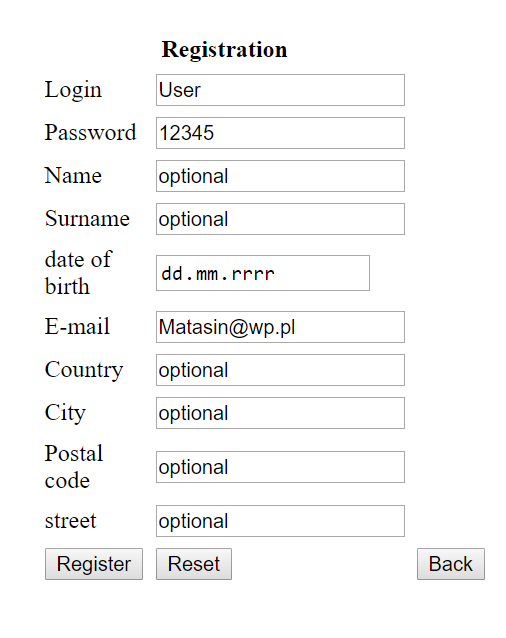 Registration
Login User
Password 12345
Name optional
Surname optional
date of
birth dd.mm.rrrr
E-mail Matasin@wp.pl
Country optional
City optional
Postal
code optional
street optional
Register Reset Back